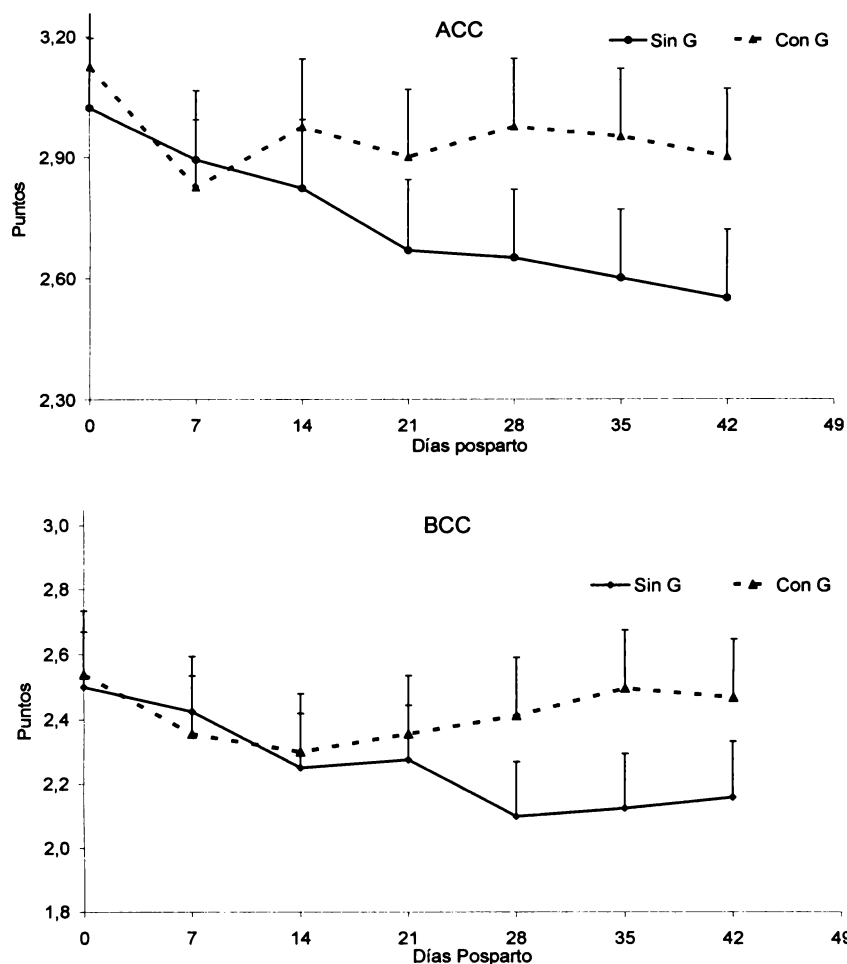 ACC
Sin G Con G
3,20
2,90
2,60
2,30
Puntos
0 7 14 21 28 35 42 49
Días posparto
BCC
Sin G Con G
3,0
2,8
2,6
2,4
2,2
2,0
1,8
Puntos
0 7 14 21 28 35 42 49
Días Posparto